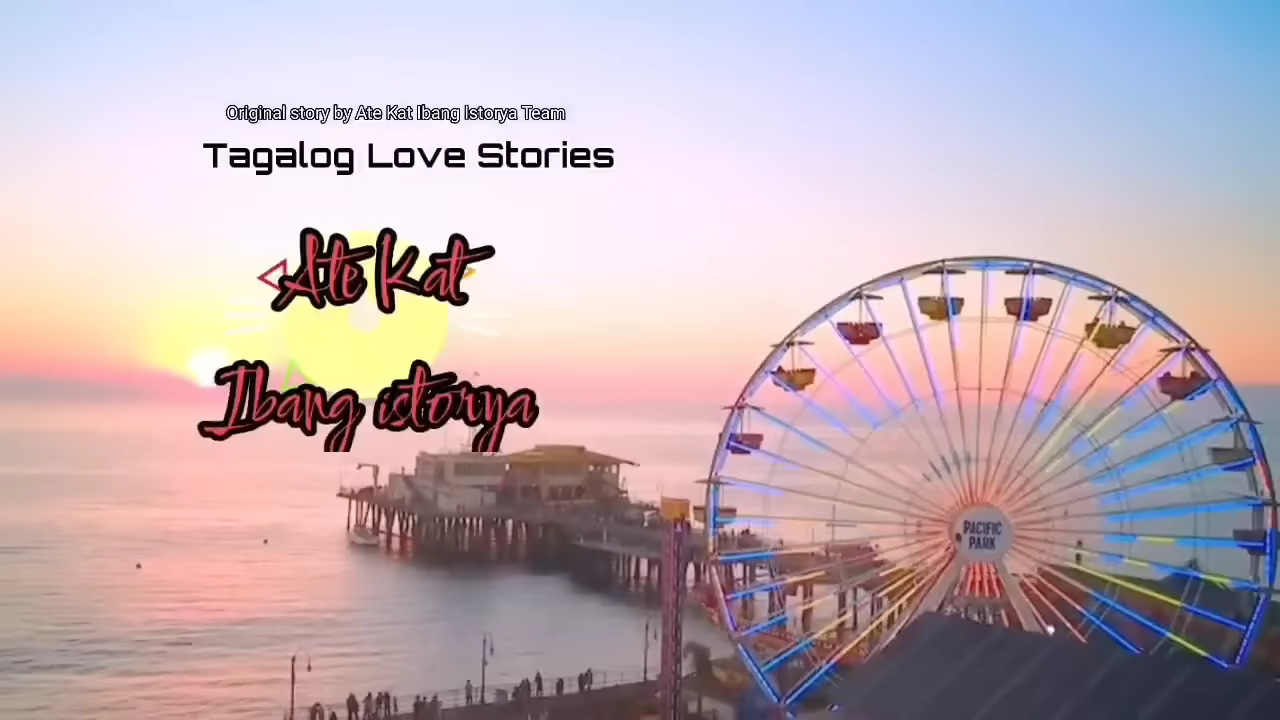 Original story by Ate Kat Ibang Istorya Team
Tagalog Love Stories
Ate Kat
Ibang istorya
PACIFIC
PARK